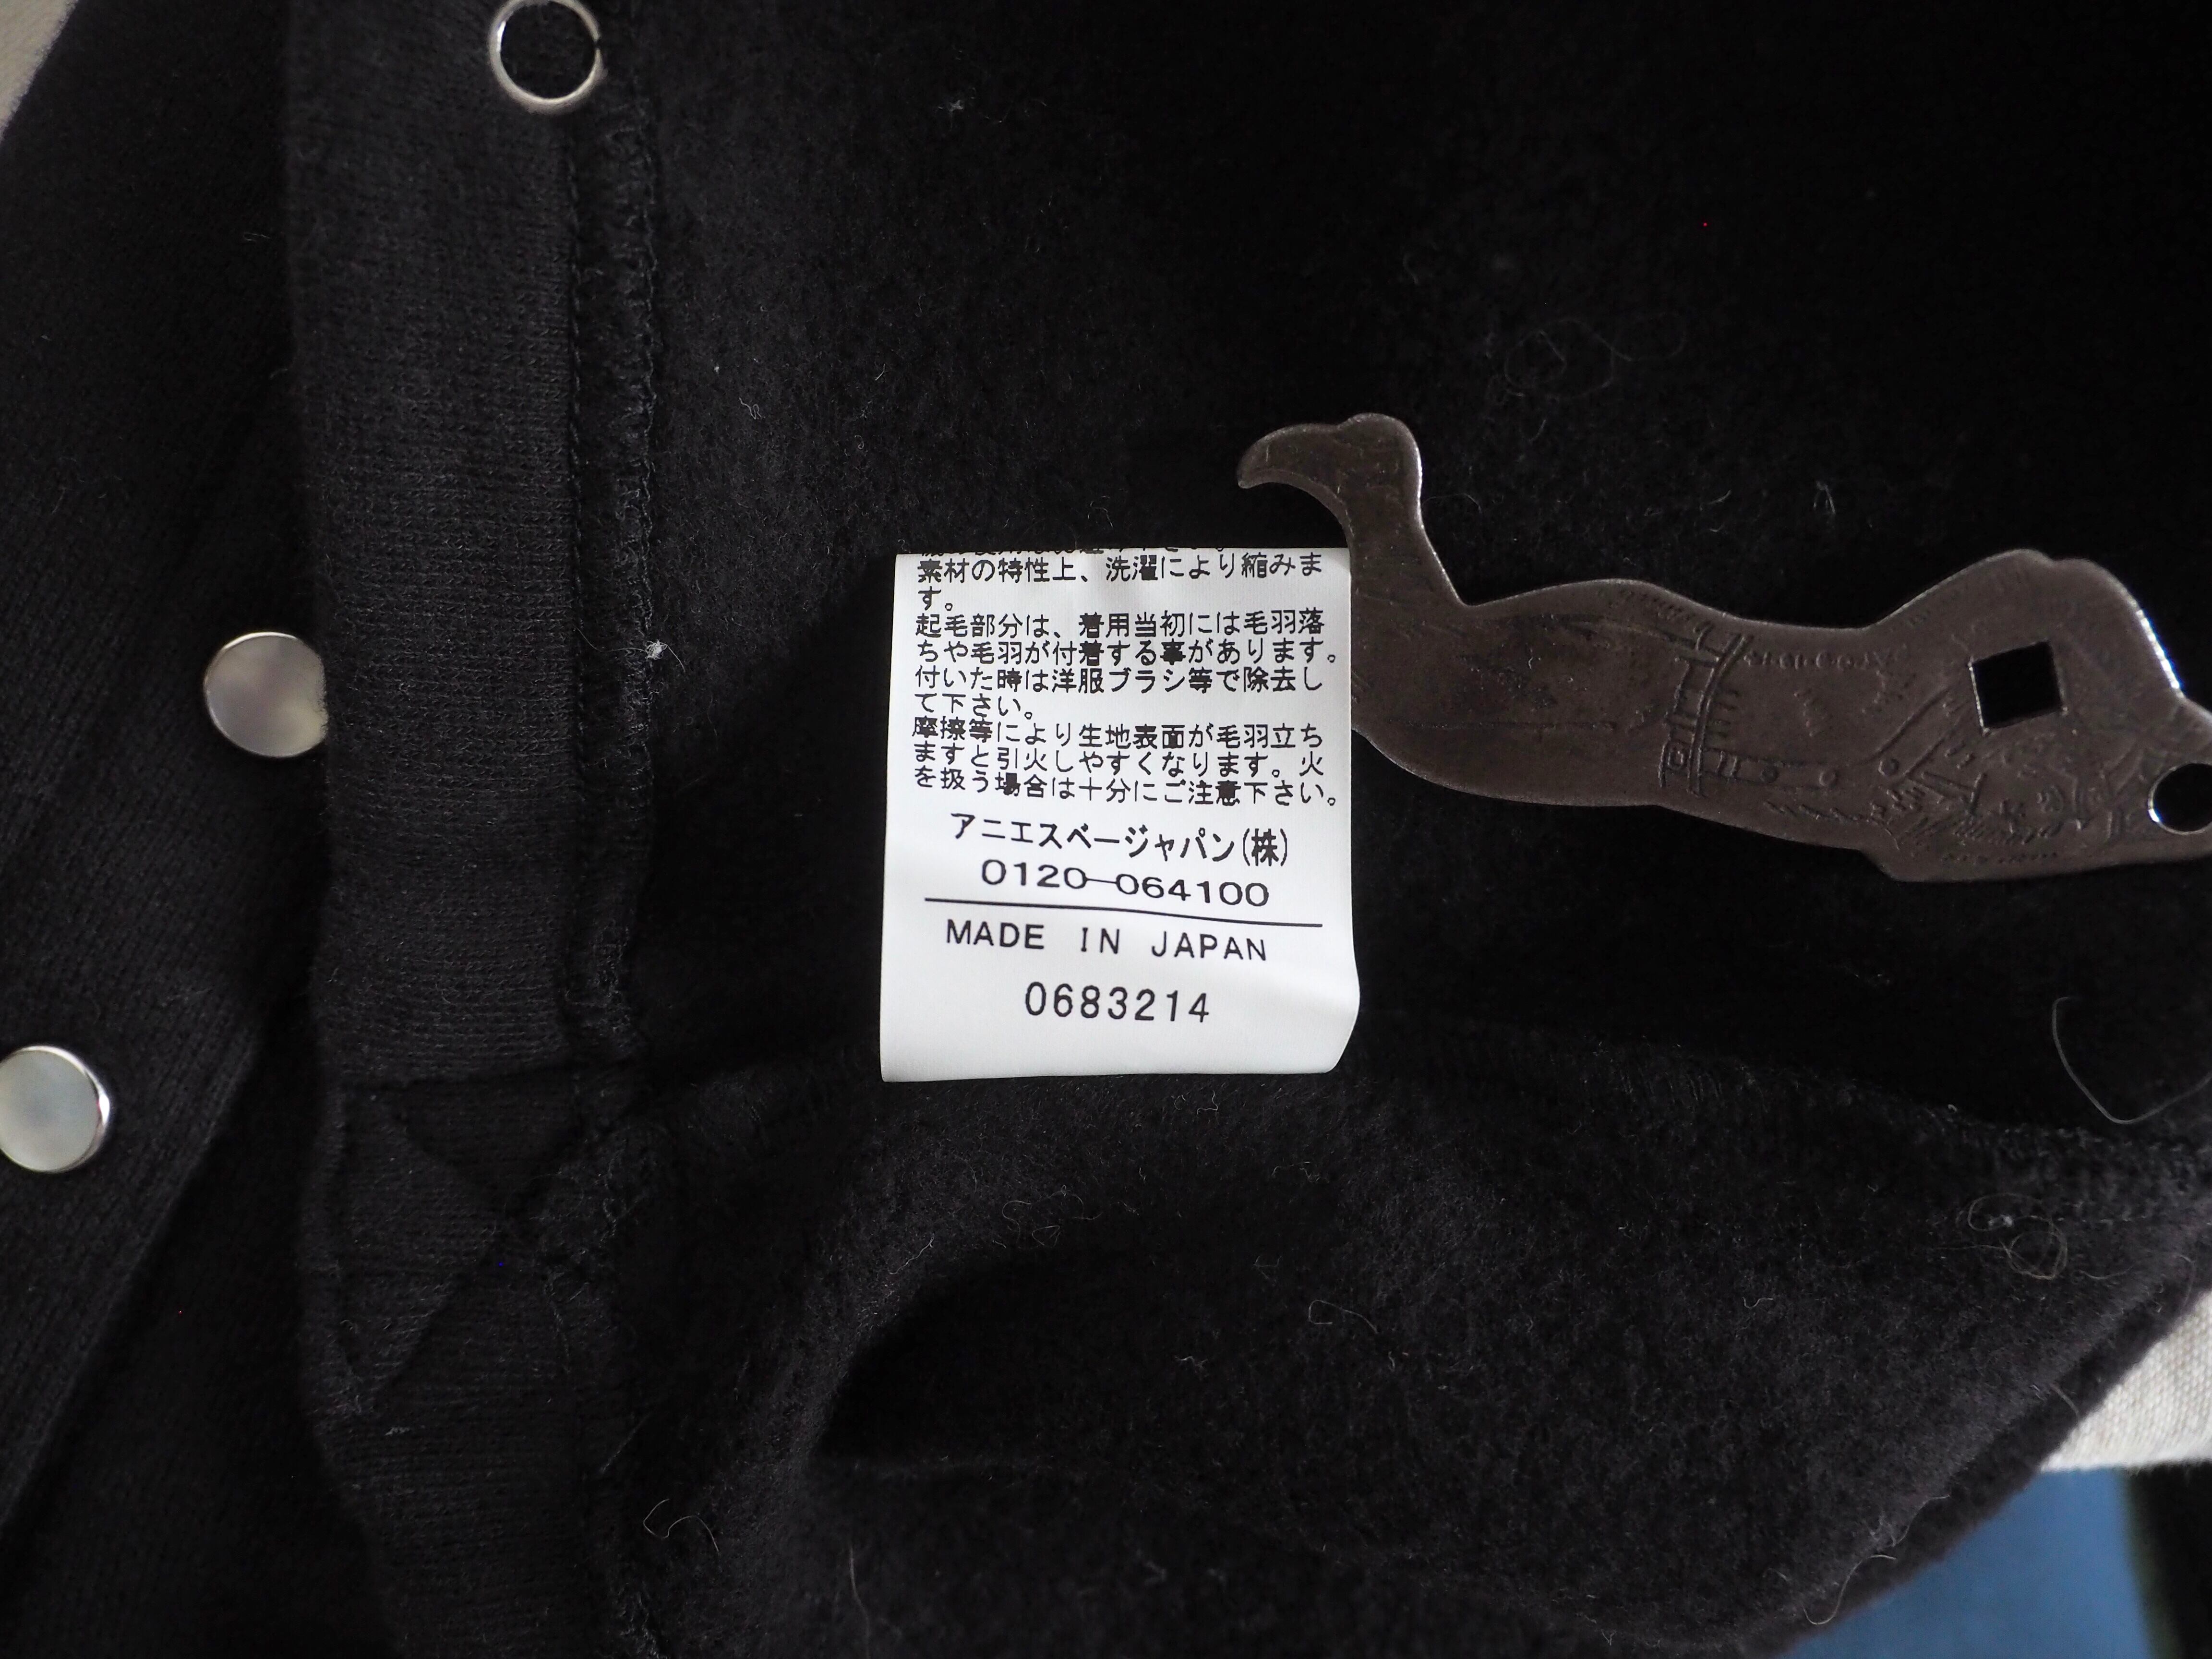 素材の特性上、洗濯により縮みま
す。
起毛部分は、着用当初には毛羽落
ちや毛羽が付着する事があります。
付いた時は洋服ブラシ等で除去し
て下さい。
摩擦等により生地表面が毛羽立ち
ますと引火しやすくなります。火
を扱う場合は十分にご注意下さい。
アニエスベージャパン(株)
0120-064100
MADE IN JAPAN
0683214